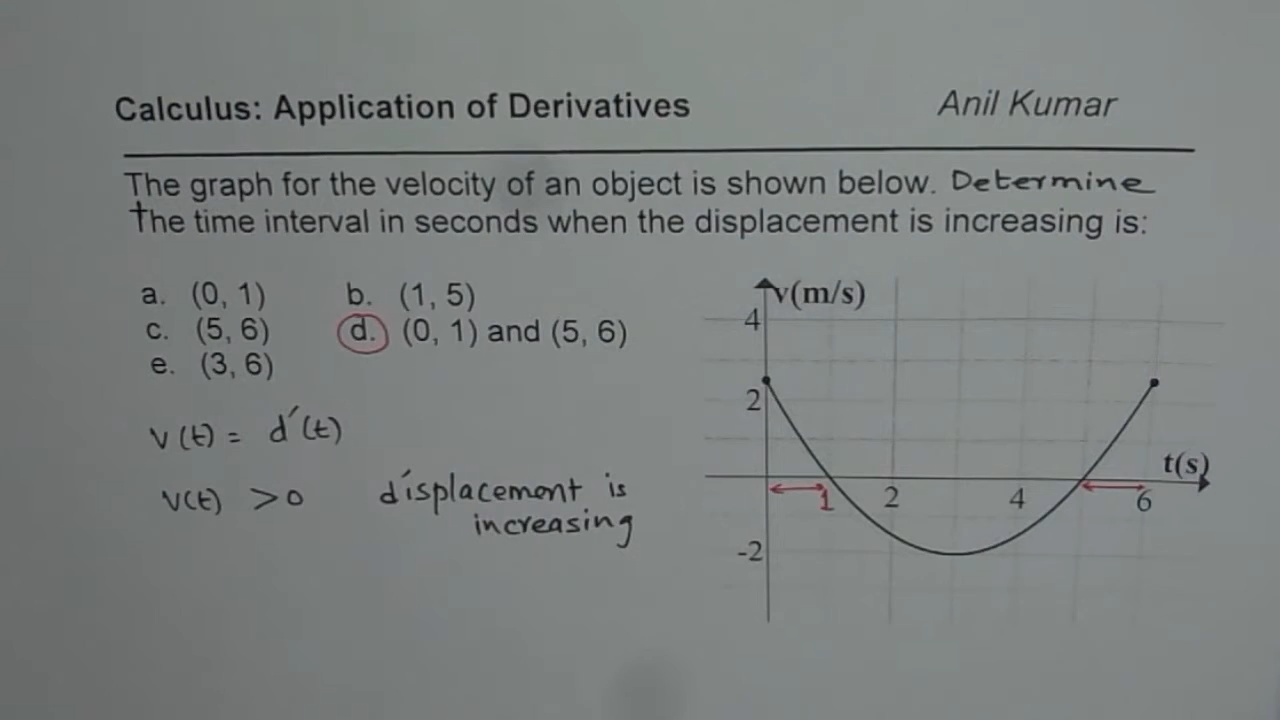 Calculus: Application of Derivatives Anil Kumar
The graph for the velocity of an object is shown below. Determine
the time interval in seconds when the displacement is increasing is:
a. (0, 1) b. (1, 5)
c. (5, 6) d. (0, 1) and (5, 6)
e. (3, 6)
v(t) = d'(t)
v(t) > 0 displacement is
increasing
v(m/s)
4
2
t(s)
1 2 4 6
-2